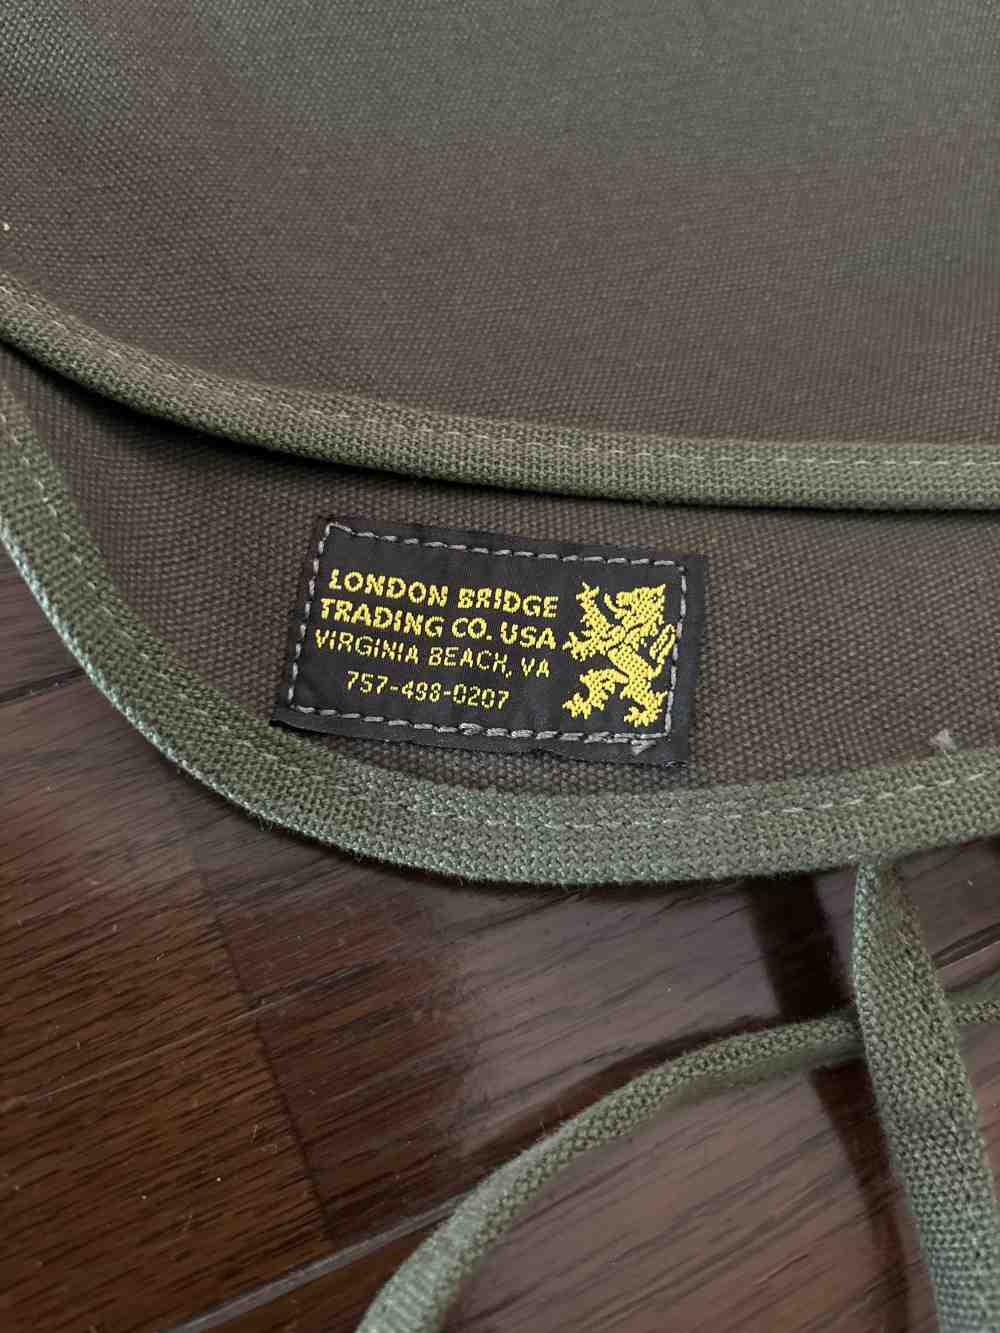 LONDON BRIDGE
TRADING CO. USA
VIRGINIA BEACH, VA
757-498-0207